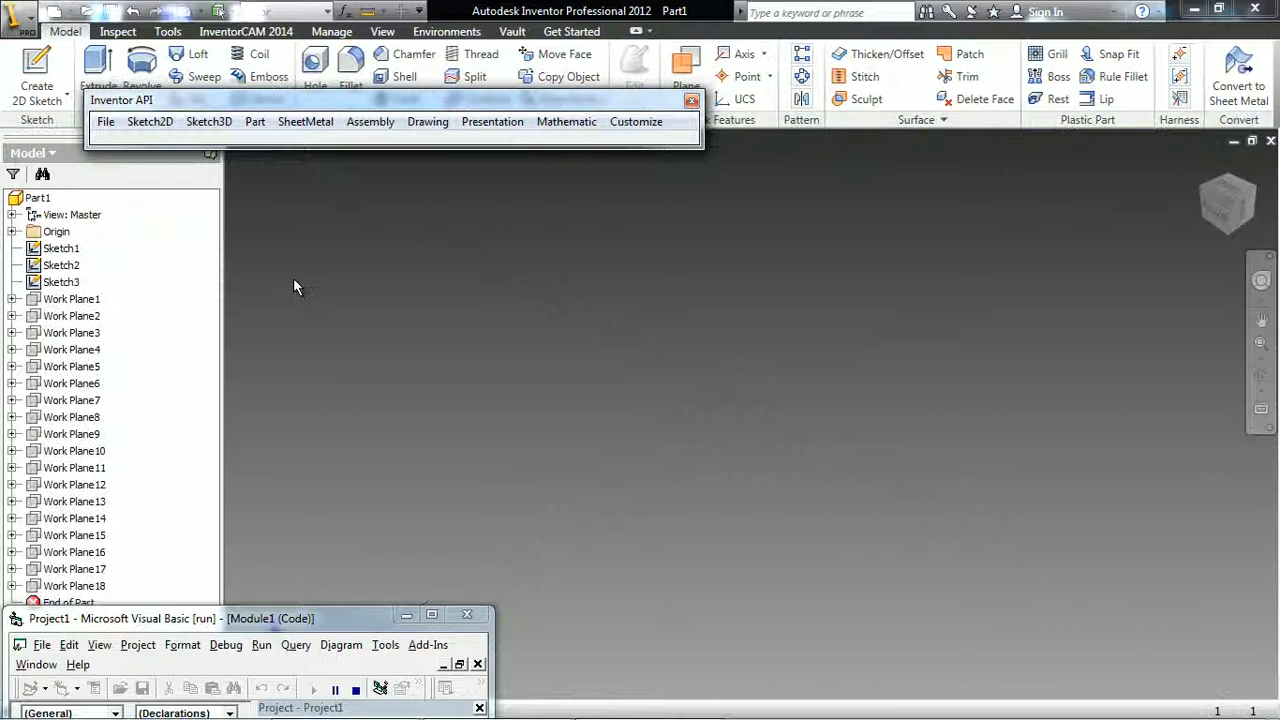 PRO
Autodesk Inventor Professional 2012 Part1
Type a keyword or phrase
Sign In
Model Inspect Tools InventorCAM 2014 Manage View Environments Vault Get Started
Create
2D Sketch
Sketch
Extrude Revolve
Loft
Sweep
Coil
Emboss
Hole Fillet
Chamfer
Shell
Thread
Split
Move Face
Copy Object
Plane
Axis
Point
UCS
Features
Pattern
Thicken/Offset
Stitch
Sculpt
Patch
Trim
Delete Face
Surface
Grill
Boss
Rest
Snap Fit
Rule Fillet
Lip
Plastic Part
Harness
Convert to
Sheet Metal
Convert
Inventor API
File Sketch2D Sketch3D Part SheetMetal Assembly Drawing Presentation Mathematic Customize
Model
Part1
View: Master
Origin
Sketch1
Sketch2
Sketch3
Work Plane1
Work Plane2
Work Plane3
Work Plane4
Work Plane5
Work Plane6
Work Plane7
Work Plane8
Work Plane9
Work Plane10
Work Plane11
Work Plane12
Work Plane13
Work Plane14
Work Plane15
Work Plane16
Work Plane17
Work Plane18
End of Part
Project1 - Microsoft Visual Basic [run] - [Module1 (Code)]
File Edit View Project Format Debug Run Query Diagram Tools Add-Ins
Window Help
(General) (Declarations) Project - Project1
1 1